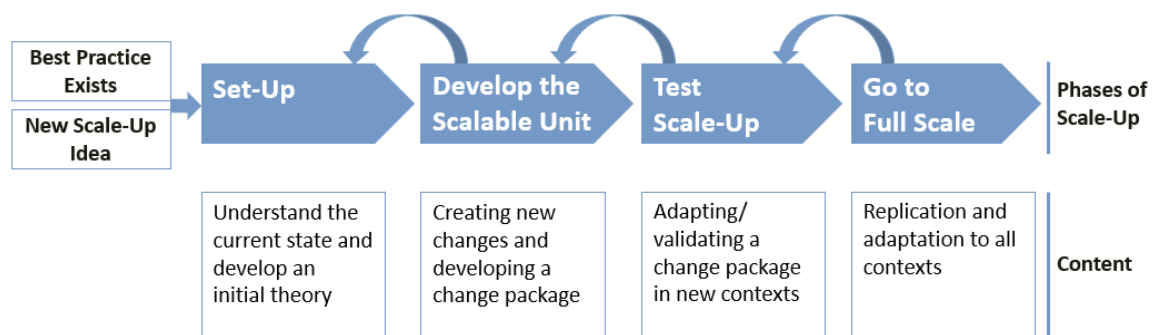 Best Practice
Exists
New Scale-Up
Idea
Set-Up
Develop the
Scalable Unit
Test
Scale-Up
Go to
Full Scale
Phases of
Scale-Up
Understand the
current state and
develop an
initial theory
Creating new
changes and
developing a
change package
Adapting/
validating a
change package
in new contexts
Replication and
adaptation to all
contexts
Content